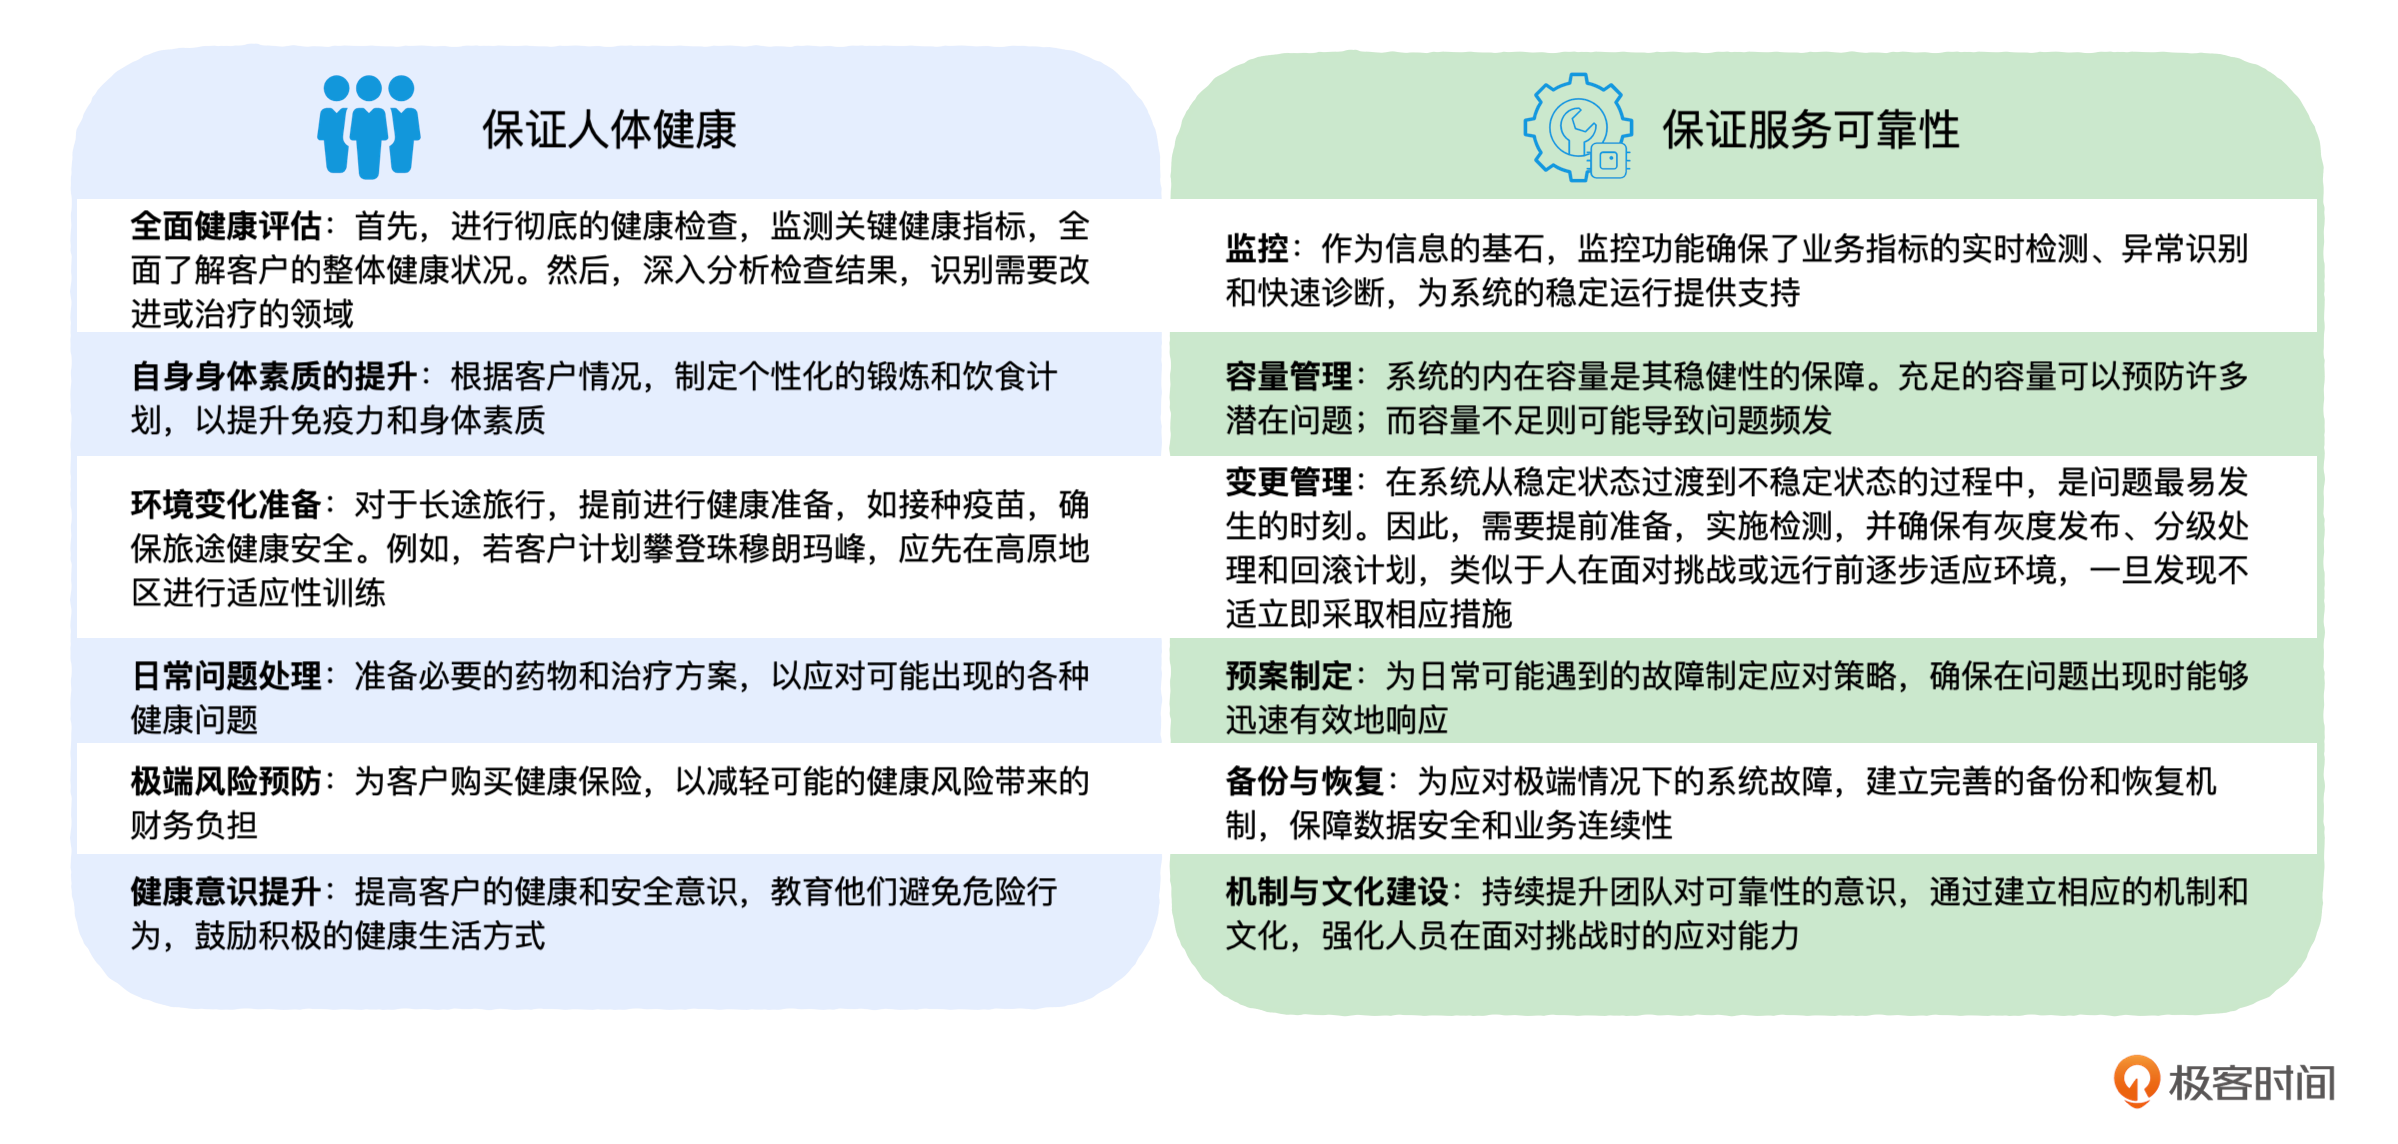 保证人体健康
保证服务可靠性
全面健康评估：首先，进行彻底的健康检查，监测关键健康指标，全
面了解客户的整体健康状况。然后，深入分析检查结果，识别需要改
进或治疗的领域
监控：作为信息的基石，监控功能确保了业务指标的实时检测、异常识别
和快速诊断，为系统的稳定运行提供支持
自身身体素质的提升：根据客户情况，制定个性化的锻炼和饮食计
划，以提升免疫力和身体素质
容量管理：系统的内在容量是其稳健性的保障。充足的容量可以预防许多
潜在问题；而容量不足则可能导致问题频发
环境变化准备：对于长途旅行，提前进行健康准备，如接种疫苗，确
保旅途健康安全。例如，若客户计划攀登珠穆朗玛峰，应先在高原地
区进行适应性训练
变更管理：在系统从稳定状态过渡到不稳定状态的过程中，是问题最易发
生的时刻。因此，需要提前准备，实施检测，并确保有灰度发布、分级处
理和回滚计划，类似于人在面对挑战或远行前逐步适应环境，一旦发现不
适立即采取相应措施
日常问题处理：准备必要的药物和治疗方案，以应对可能出现的各种
健康问题
预案制定：为日常可能遇到的故障制定应对策略，确保在问题出现时能够
迅速有效地响应
极端风险预防：为客户购买健康保险，以减轻可能的健康风险带来的
财务负担
备份与恢复：为应对极端情况下的系统故障，建立完善的备份和恢复机
制，保障数据安全和业务连续性
健康意识提升：提高客户的健康和安全意识，教育他们避免危险行
为，鼓励积极的健康生活方式
机制与文化建设：持续提升团队对可靠性的意识，通过建立相应的机制和
文化，强化人员在面对挑战时的应对能力
极客时间